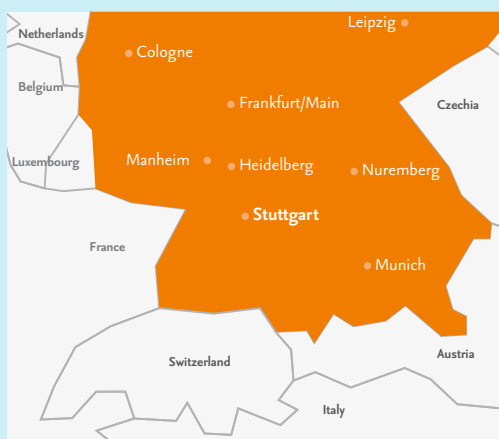 Leipzig
Netherlands
Cologne
Belgium
Frankfurt/Main
Czechia
Manheim
Luxembourg
Heidelberg
Nuremberg
Stuttgart
France
Munich
Austria
Switzerland
Italy